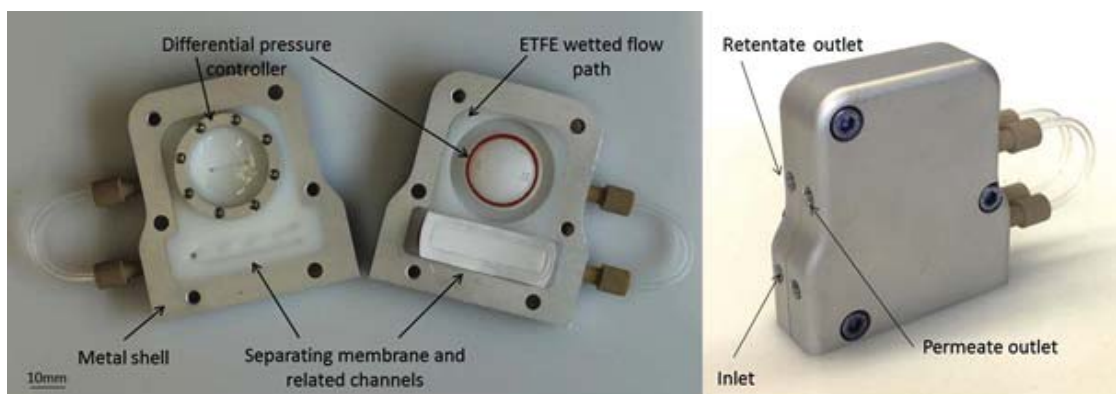 Differential pressure
controller
ETFE wetted flow
path
Metal shell
Separating membrane and
related channels
10mm
Retentate outlet
Inlet
Permeate outlet